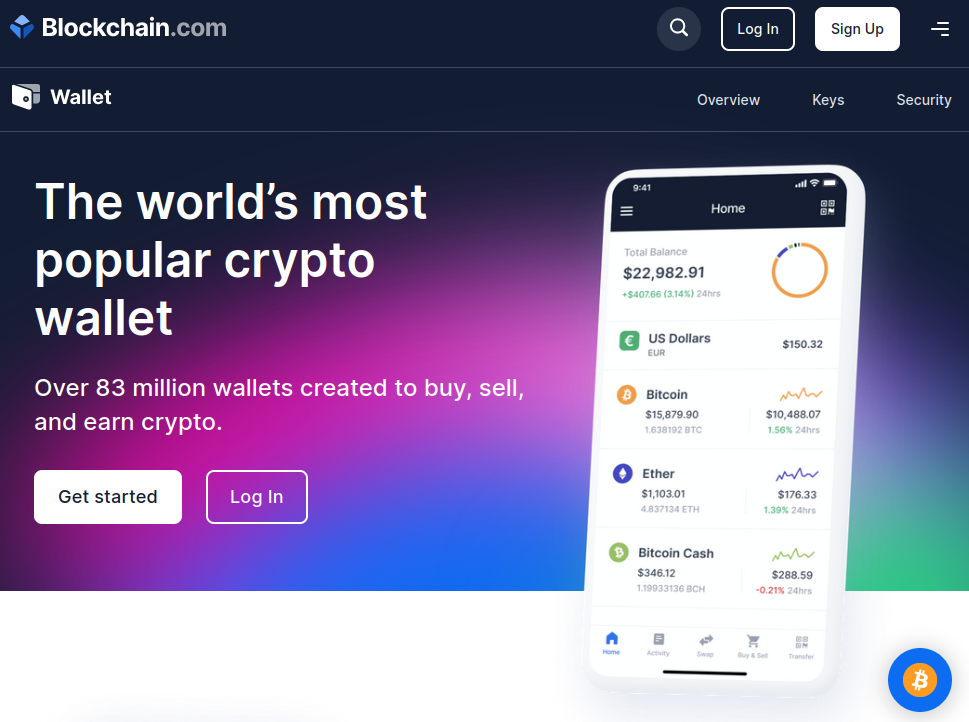 Blockchain.com
Log In
Sign Up
Wallet
Overview
Keys
Security
The world’s most
popular crypto
wallet
Over 83 million wallets created to buy, sell,
and earn crypto.
Get started
Log In
9:41
Home
Total Balance
$22,982.91
+$407.66 (3.14%) 24hrs
US Dollars
EUR
$150.32
Bitcoin
$15,879.90
$10,488.07
1.638192 BTC
1.56% 24hrs
Ether
$1,103.01
$176.33
4.837134 ETH
1.39% 24hrs
Bitcoin Cash
$346.12
$288.59
1.19933136 BCH
-0.21% 24hrs
Home
Activity
Swap
Buy & Sell
Transfer